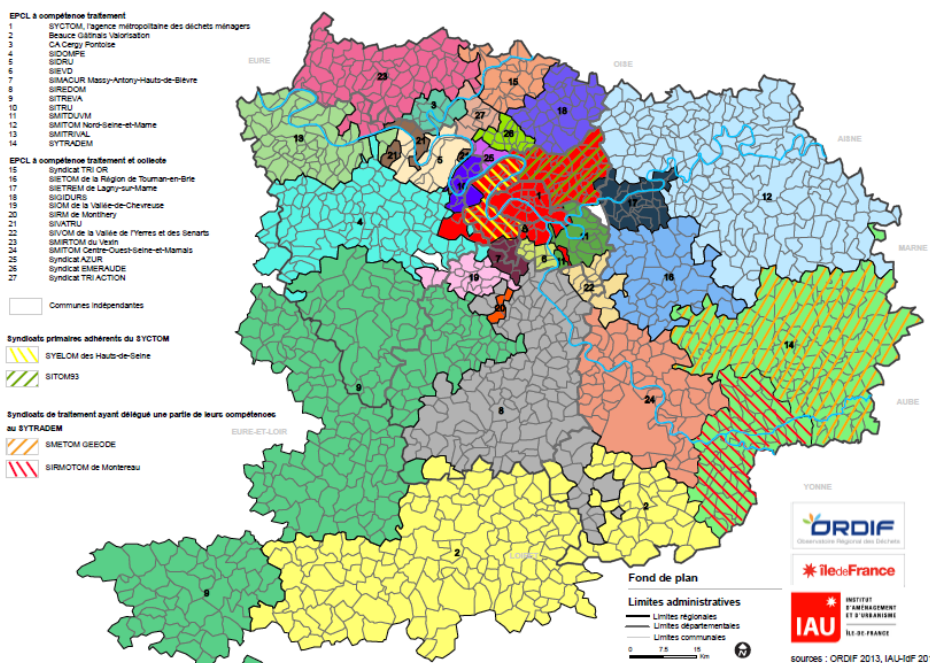 EPCL à compétence traitement
1 SYCTOM, l'agence métropolitaine des déchets ménagers
2 Beauce Gâtinais Valorisation
3 CA Cergy Pontoise
4 SIDOMPE
5 SIDRU
6 SIEVD
7 SIMACUR Massy-Antony-Hauts-de-Bièvre
8 SIREDOM
9 SITREVA
10 SITRU
11 SMITDUVM
12 SMITOM Nord-Seine-et-Marne
13 SMITRIVAL
14 SYTRADEM
EPCL à compétence traitement et collecte
15 Syndicat TRI OR
16 SIETOM de la Région de Tournan-en-Brie
17 SIETREM de Lagny-sur-Marne
18 SIGIDURS
19 SIOM de la Vallée-de-Chevreuse
20 SIRM de Monthery
21 SIVATRU
22 SIVOM de la Vallée de l'Yerres et des Senarts
23 SMIRTOM du Vexin
24 SMITOM Centre-Ouest-Seine-et-Marnais
25 Syndicat AZUR
26 Syndicat EMERAUDE
27 Syndicat TRI ACTION
Communes indépendantes
Syndicats primaires adhérents du SYCTOM
SYELOM des Hauts-de-Seine
SITOM93
Syndicats de traitement ayant délégué une partie de leurs compétences
au SYTRADEM
SMETOM GEEODE
SIRMOTOM de Montereau
EURE
OISE
AISNE
MARNE
AUBE
YONNE
LOIRET
EURE-ET-LOIR
23
15
18
3
27
13
21
21
26
25
5
1
12
17
4
11
7
6
16
19
22
20
14
9
8
24
2
2
9
Fond de plan
Limites administratives
Limites régionales
Limites départementales
Limites communales
0 7.5 15
Km
N
ORDIF
Observatoire Régional des Déchets
îledeFrance
IAU
INSTITUT
D'AMÉNAGEMENT
ET D'URBANISME
ÎLE-DE-FRANCE
sources : ORDIF 2013, IAU-IdF 201